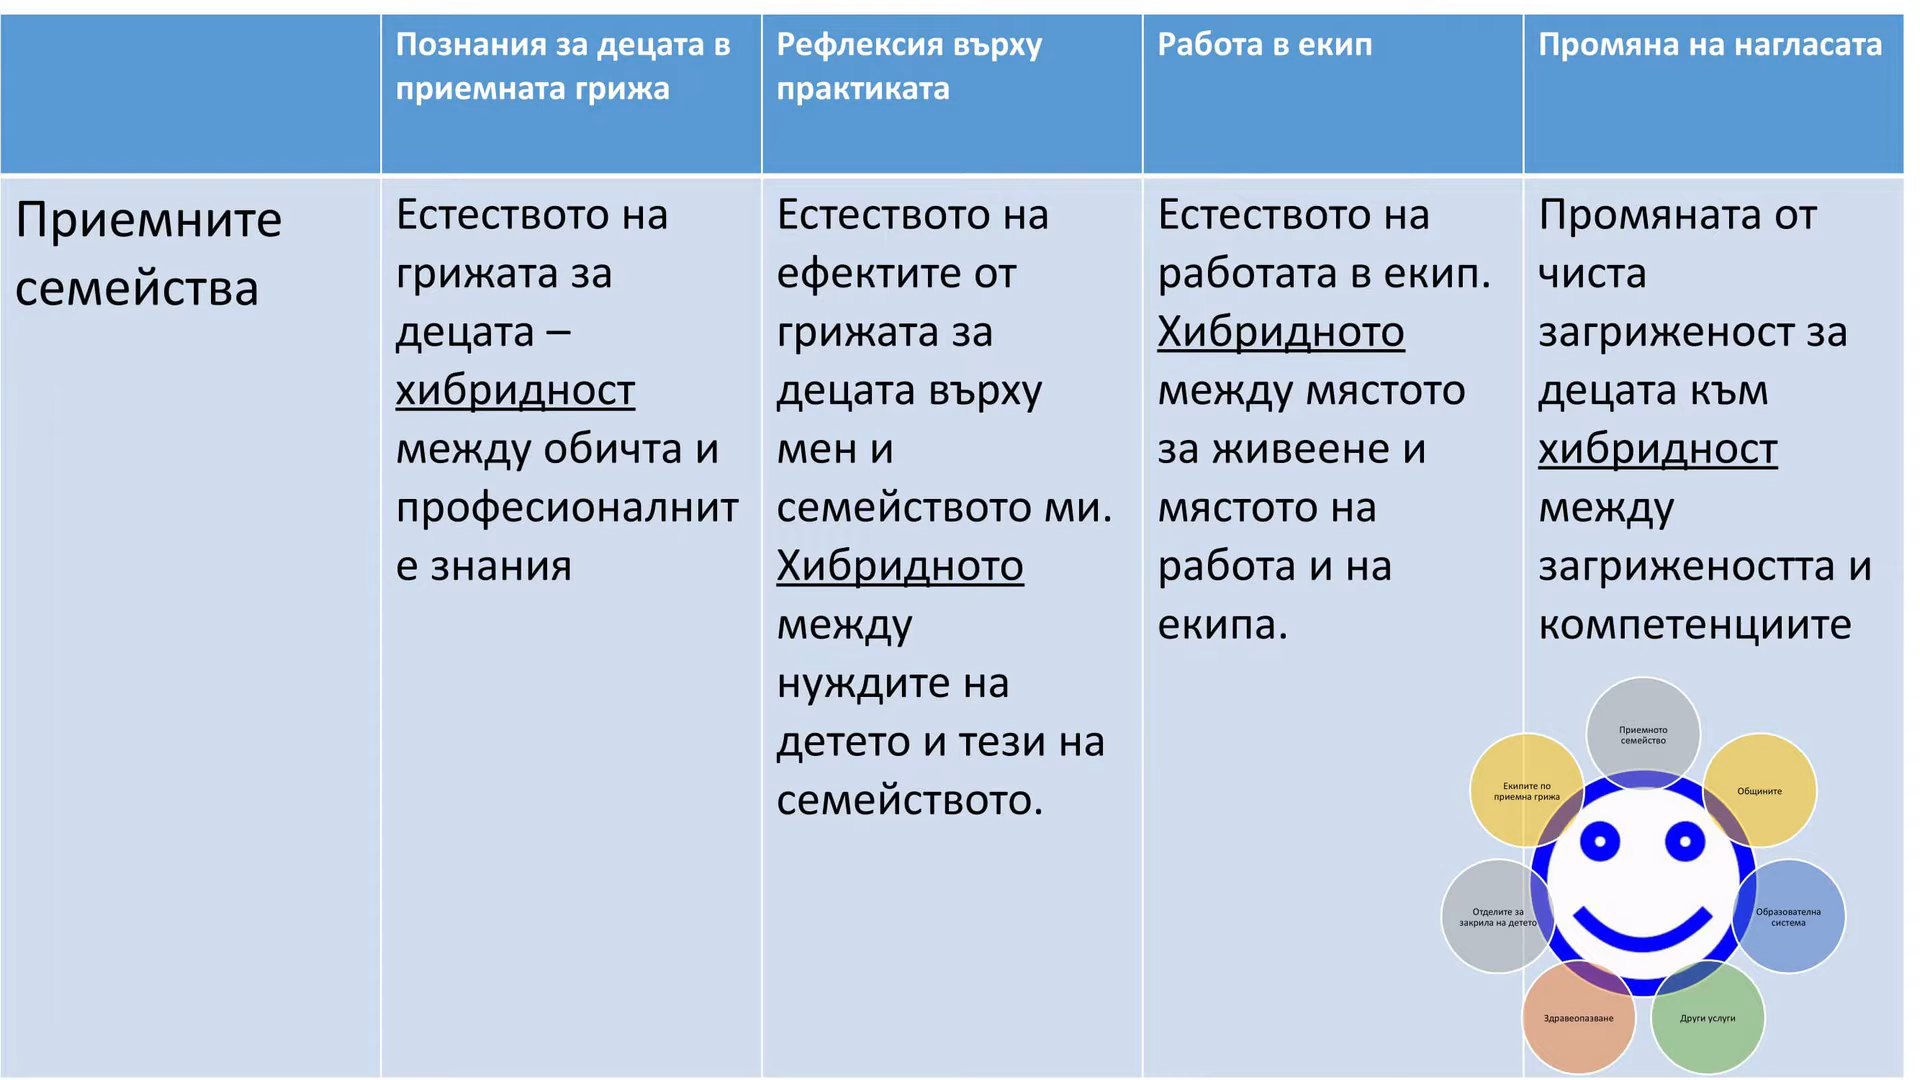 Познания за децата в
приемната грижа
Рефлексия върху
практиката
Работа в екип
Промяна на нагласата
Приемните
семейства
Естеството на
грижата за
децата –
хибридност
между обичта и
професионалнит
е знания
Естеството на
ефектите от
грижата за
децата върху
мен и
семейството ми.
Хибридното
между
нуждите на
детето и тези на
семейството.
Естеството на
работата в екип.
Хибридното
между мястото
за живеене и
мястото на
работа и на
екипа.
Промяната от
чиста
загриженост за
децата към
хибридност
между
загрижеността и
компетенциите
Приемното
семейство
Екипите по
приемна грижа
Общините
Отделите за
закрила на детето
Образователна
система
Здравеопазване
Други услуги